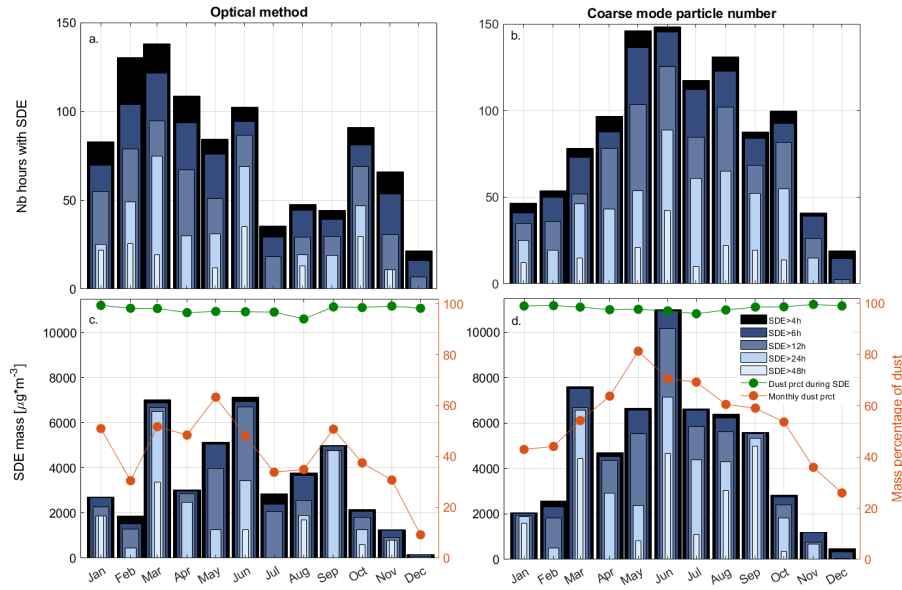 Optical method
Coarse mode particle number
a.
b.
Nb hours with SDE
150
100
50
0
150
100
50
0
c.
d.
SDE mass [μg*m-3]
10000
8000
6000
4000
2000
0
100
80
60
40
20
0
10000
8000
6000
4000
2000
0
100
80
60
40
20
0
Mass percentage of dust
SDE>4h
SDE>6h
SDE>12h
SDE>24h
SDE>48h
Dust prct during SDE
Monthly dust prct
Jan Feb Mar Apr May Jun Jul Aug Sep Oct Nov Dec
Jan Feb Mar Apr May Jun Jul Aug Sep Oct Nov Dec